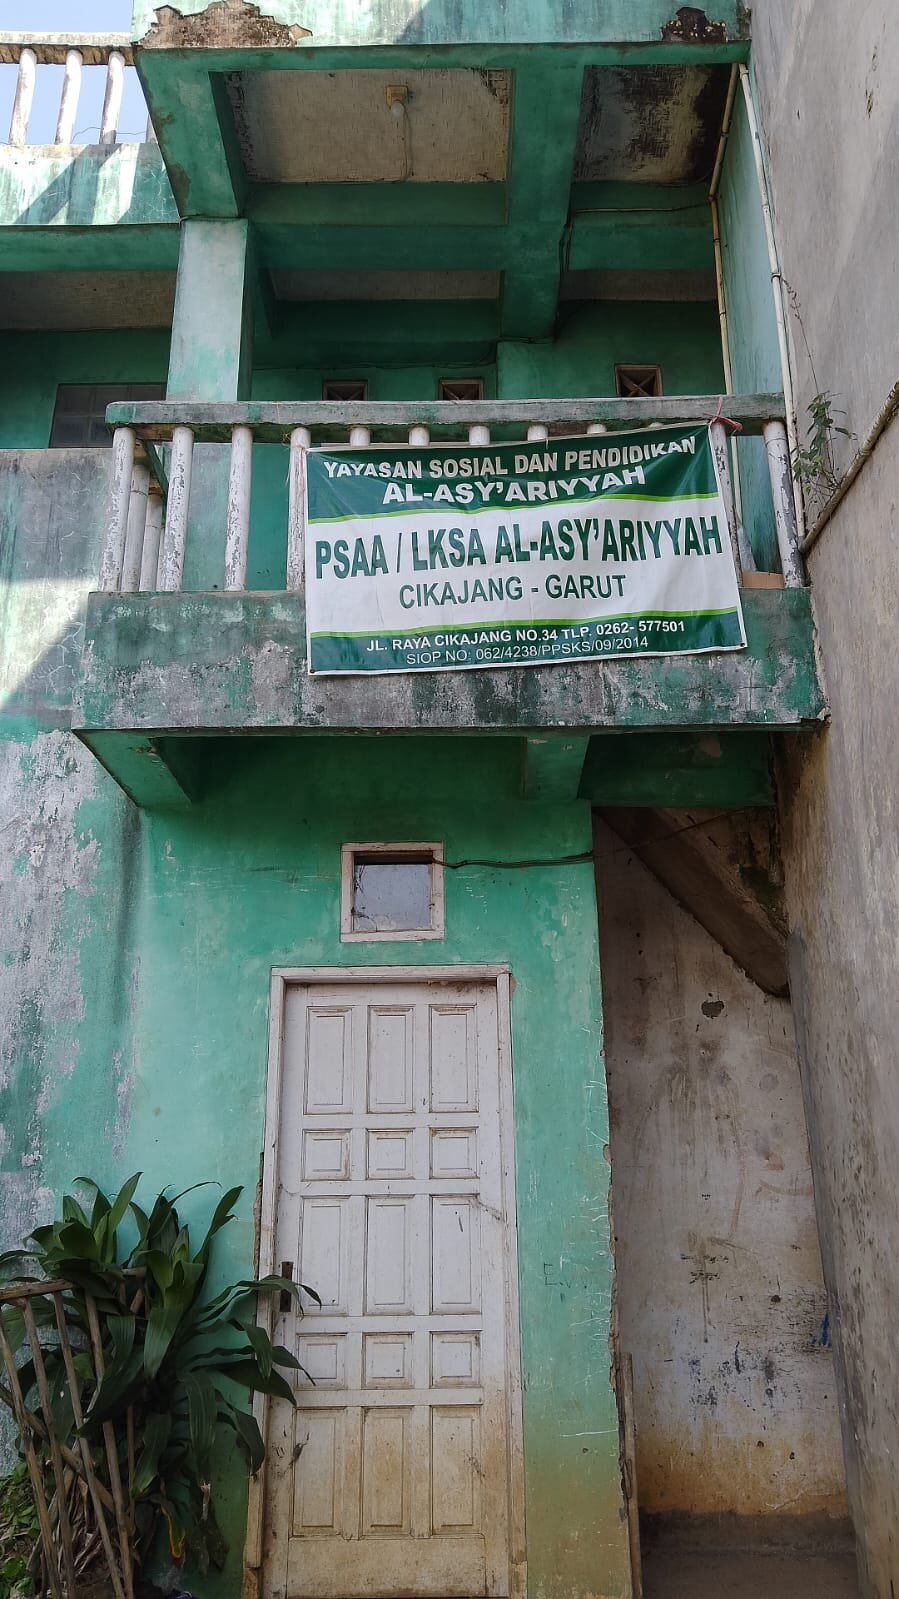 YAYASAN SOSIAL DAN PENDIDIKAN
AL-ASY'ARIYYAH
PSAA / LKSA AL-ASY'ARIYYAH
CIKAJANG - GARUT
JL. RAYA CIKAJANG NO.34 TLP. 0262- 577501
SIOP NO: 062/4238/PPSKS/09/2014